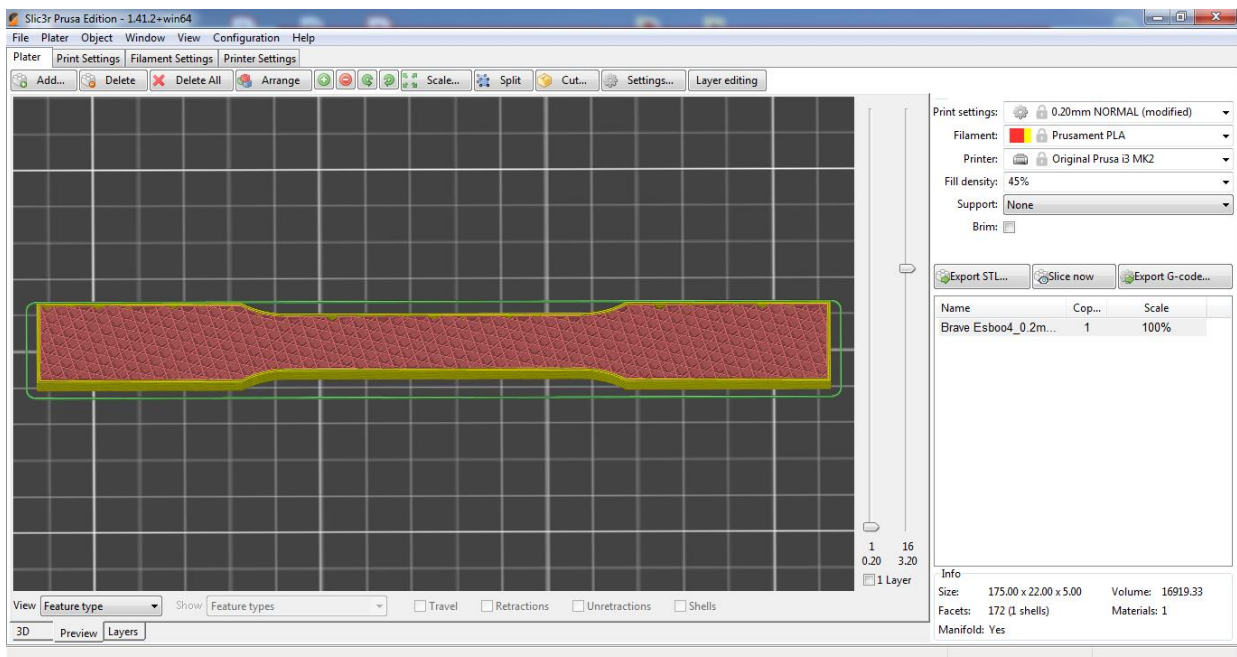 Slic3r Prusa Edition - 1.41.2+win64
File Plater Object Window View Configuration Help
Plater Print Settings Filament Settings Printer Settings
Add... Delete Delete All Arrange Scale... Split Cut... Settings... Layer editing
Print settings: 0.20mm NORMAL (modified)
Filament: Prusament PLA
Printer: Original Prusa i3 MK2
Fill density: 45%
Support: None
Brim:
Export STL... Slice now Export G-code...
Name Cop... Scale
Brave Esboo4_0.2m... 1 100%
1 16
0.20 3.20
1 Layer
Info
Size: 175.00 x 22.00 x 5.00 Volume: 16919.33
Facets: 172 (1 shells) Materials: 1
Manifold: Yes
View Feature type Show Feature types Travel Retractions Unretractions Shells
3D Preview Layers